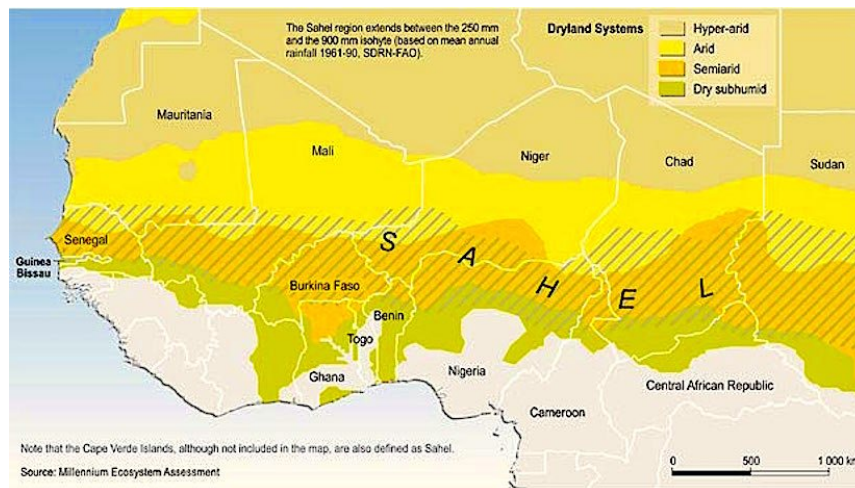 The Sahel region extends between the 250 mm
and the 900 mm isohyte (based on mean annual
rainfall 1961-90, SDRN-FAO).
Dryland Systems
Hyper-arid
Arid
Semiarid
Dry subhumid
Mauritania
Mali
Niger
Chad
Sudan
Senegal
Guinea
Bissau
S A H E L
Burkina Faso
Benin
Togo
Ghana
Nigeria
Cameroon
Central African Republic
Note that the Cape Verde Islands, although not included in the map, are also defined as Sahel.
Source: Millennium Ecosystem Assessment
0 500 1 000 km